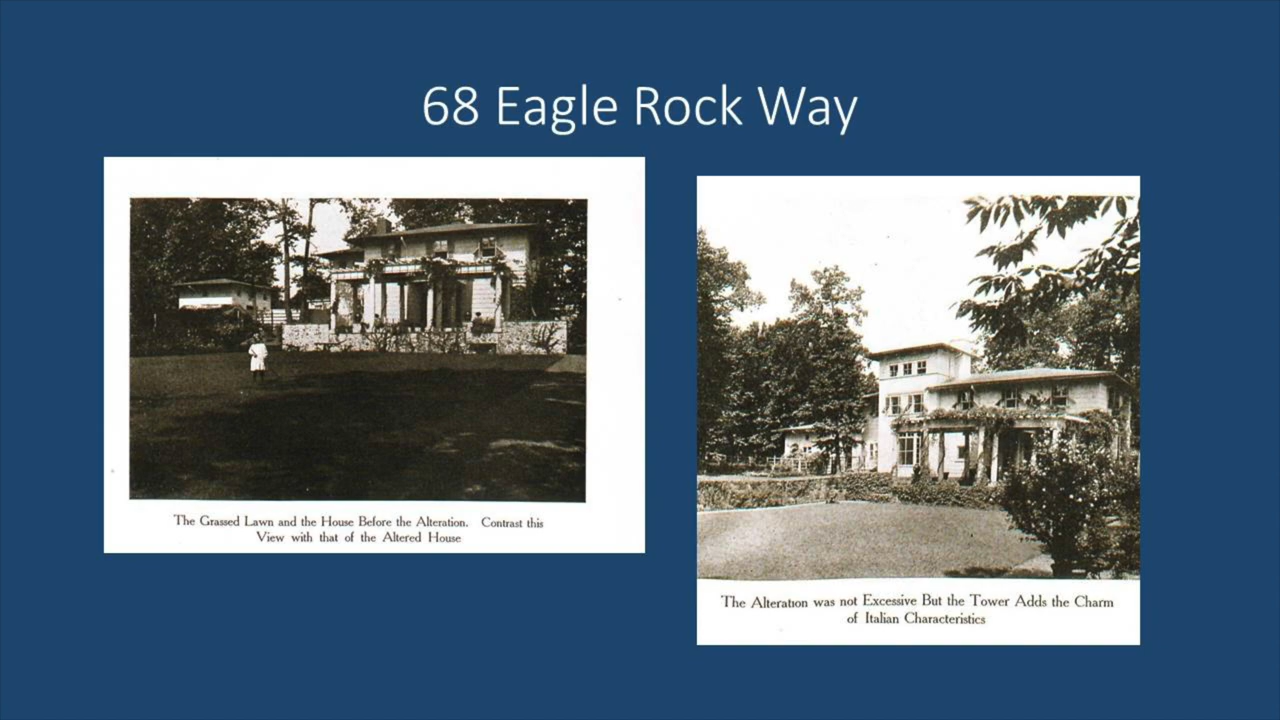 68 Eagle Rock Way
The Grassed Lawn and the House Before the Alteration. Contrast this
View with that of the Altered House
The Alteration was not Excessive But the Tower Adds the Charm
of Italian Characteristics